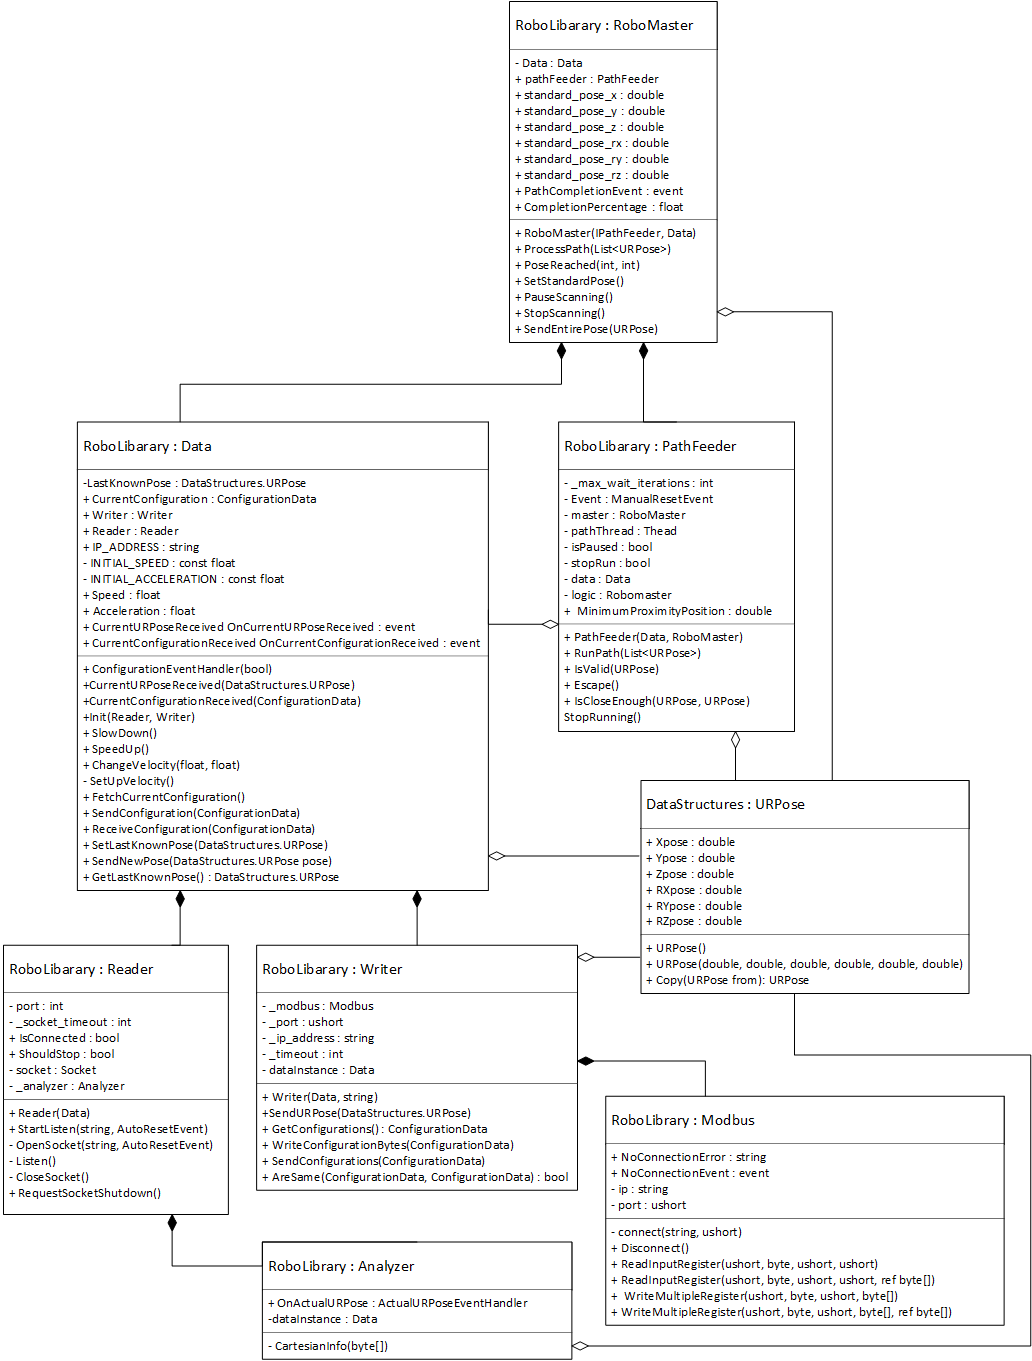 RoboLibarary : RoboMaster
- Data : Data
+ pathFeeder : PathFeeder
+ standard_pose_x : double
+ standard_pose_y : double
+ standard_pose_z : double
+ standard_pose_rx : double
+ standard_pose_ry : double
+ standard_pose_rz : double
+ PathCompletionEvent : event
+ CompletionPercentage : float
+ RoboMaster(IPathFeeder, Data)
+ ProcessPath(List<URPose>)
+ PoseReached(int, int)
+ SetStandardPose()
+ PauseScanning()
+ StopScanning()
+ SendEntirePose(URPose)
RoboLibarary : Data
-LastKnownPose : DataStructures.URPose
+ CurrentConfiguration : ConfigurationData
+ Writer : Writer
+ Reader : Reader
+ IP_ADDRESS : string
- INITIAL_SPEED : const float
- INITIAL_ACCELERATION : const float
+ Speed : float
+ Acceleration : float
+ CurrentURPoseReceived OnCurrentURPoseReceived : event
+ CurrentConfigurationReceived OnCurrentConfigurationReceived : event
+ ConfigurationEventHandler(bool)
+CurrentURPoseReceived(DataStructures.URPose)
+CurrentConfigurationReceived(ConfigurationData)
+Init(Reader, Writer)
+ SlowDown()
+ SpeedUp()
+ ChangeVelocity(float, float)
- SetUpVelocity()
+ FetchCurrentConfiguration()
+ SendConfiguration(ConfigurationData)
+ ReceiveConfiguration(ConfigurationData)
+ SetLastKnownPose(DataStructures.URPose)
+ SendNewPose(DataStructures.URPose pose)
+ GetLastKnownPose() : DataStructures.URPose
RoboLibarary : PathFeeder
- _max_wait_iterations : int
- Event : ManualResetEvent
- master : RoboMaster
- pathThread : Thead
- isPaused : bool
- stopRun : bool
- data : Data
- logic : Robomaster
+ MinimumProximityPosition : double
+ PathFeeder(Data, RoboMaster)
+ RunPath(List<URPose>)
+ IsValid(URPose)
+ Escape()
+ IsCloseEnough(URPose, URPose)
StopRunning()
DataStructures : URPose
+ Xpose : double
+ Ypose : double
+ Zpose : double
+ RXpose : double
+ RYpose : double
+ RZpose : double
+ URPose()
+ URPose(double, double, double, double, double, double)
+ Copy(URPose from): URPose
RoboLibarary : Reader
- port : int
- _socket_timeout : int
+ IsConnected : bool
+ ShouldStop : bool
- socket : Socket
- _analyzer : Analyzer
+ Reader(Data)
+ StartListen(string, AutoResetEvent)
- OpenSocket(string, AutoResetEvent)
- Listen()
- CloseSocket()
+ RequestSocketShutdown()
RoboLibarary : Writer
- _modbus : Modbus
- _port : ushort
- _ip_address : string
- _timeout : int
- dataInstance : Data
+ Writer(Data, string)
+SendURPose(DataStructures.URPose)
+ GetConfigurations() : ConfigurationData
+ WriteConfigurationBytes(ConfigurationData)
+ SendConfigurations(ConfigurationData)
+ AreSame(ConfigurationData, ConfigurationData) : bool
RoboLibrary : Modbus
+ NoConnectionError : string
+ NoConnectionEvent : event
- ip : string
- port : ushort
- connect(string, ushort)
+ Disconnect()
+ ReadInputRegister(ushort, byte, ushort, ushort)
+ ReadInputRegister(ushort, byte, ushort, ushort, ref byte[])
+ WriteMultipleRegister(ushort, byte, ushort, byte[])
+ WriteMultipleRegister(ushort, byte, ushort, byte[], ref byte[])
RoboLibrary : Analyzer
+ OnActualURPose : ActualURPoseEventHandler
-dataInstance : Data
- CartesianInfo(byte[])